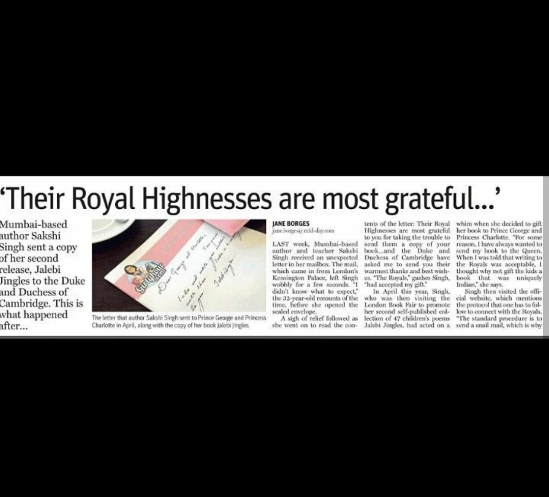 ‘Their Royal Highnesses are most grateful...’
Mumbai-based
author Sakshi
Singh sent a copy
of her second
release, Jalebi
Jingles to the Duke
and Duchess of
Cambridge. This is
what happened
after...
The letter that author Sakshi Singh sent to Prince George and Princess
Charlotte in April, along with the copy of her book Jalebi Jingles
JANE BORGES
jane.borges@mid-day.com
LAST week, Mumbai-based
author and teacher Sakshi
Singh received an unexpected
letter in her mailbox. The mail,
which came in from London's
Kensington Palace, left Singh
wobbly for a few seconds. "I
didn't know what to expect,"
the 32-year-old recounts of the
time, before she opened the
sealed envelope.
A sigh of relief followed as
she went on to read the con-
tents of the letter: Their Royal
Highnesses are most grateful
to you for taking the trouble to
send them a copy of your
book...and the Duke and
Duchess of Cambridge have
asked me to send you their
warmest thanks and best wish-
es. "The Royals," gushes Singh,
"had accepted my gift."
In April this year, Singh,
who was then visiting the
London Book Fair to promote
her second self-published col-
lection of 47 children's poems
Jalebi Jingles, had acted on a
whim when she decided to gift
her book to Prince George and
Princess Charlotte. "For some
reason, I have always wanted to
send my book to the Queen.
When I was told that writing to
the Royals was acceptable, I
thought why not gift the kids a
book that was uniquely
Indian," she says.
Singh then visited the offi-
cial website, which mentions
the protocol that one has to fol-
low to connect with the Royals.
"The standard procedure is to
send a snail mail, which is why